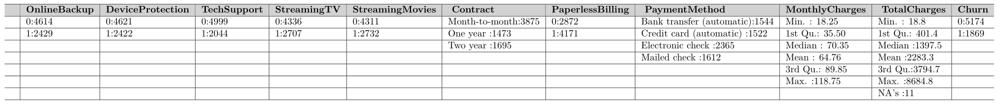 OnlineBackup DeviceProtection TechSupport StreamingTV StreamingMovies Contract PaperlessBilling PaymentMethod MonthlyCharges TotalCharges Churn
0:4614 0:4621 0:4999 0:4336 0:4311 Month-to-month:3875 0:2872 Bank transfer (automatic):1544 Min. : 18.25 Min. : 18.8 0:5174
1:2429 1:2422 1:2044 1:2707 1:2732 One year :1473 1:4171 Credit card (automatic) :1522 1st Qu.: 35.50 1st Qu.: 401.4 1:1869
Two year :1695 Electronic check :2365 Median : 70.35 Median :1397.5
Mailed check :1612 Mean : 64.76 Mean :2283.3
3rd Qu.: 89.85 3rd Qu.:3794.7
Max. :118.75 Max. :8684.8
NA's :11